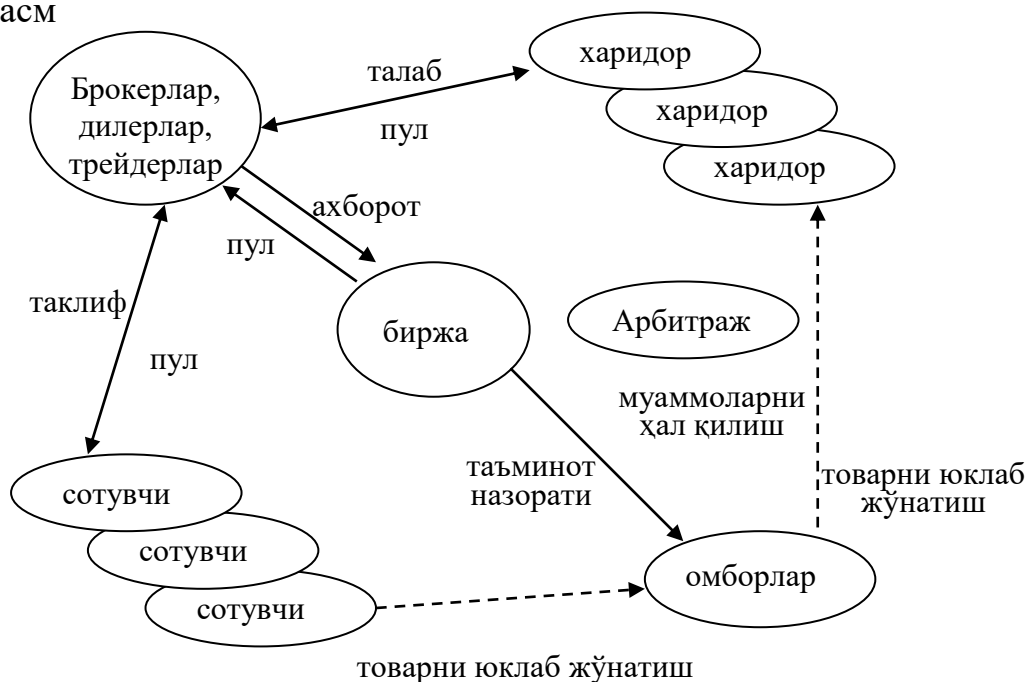 асм
Брокерлар,
дилерлар,
трейдерлар
талаб
пул
харидор
харидор
харидор
ахборот
пул
таклиф
пул
биржа
Арбитраж
муаммоларни
ҳал қилиш
таъминот
назорати
товарни юклаб
жўнатиш
сотувчи
сотувчи
сотувчи
омборлар
товарни юклаб жўнатиш